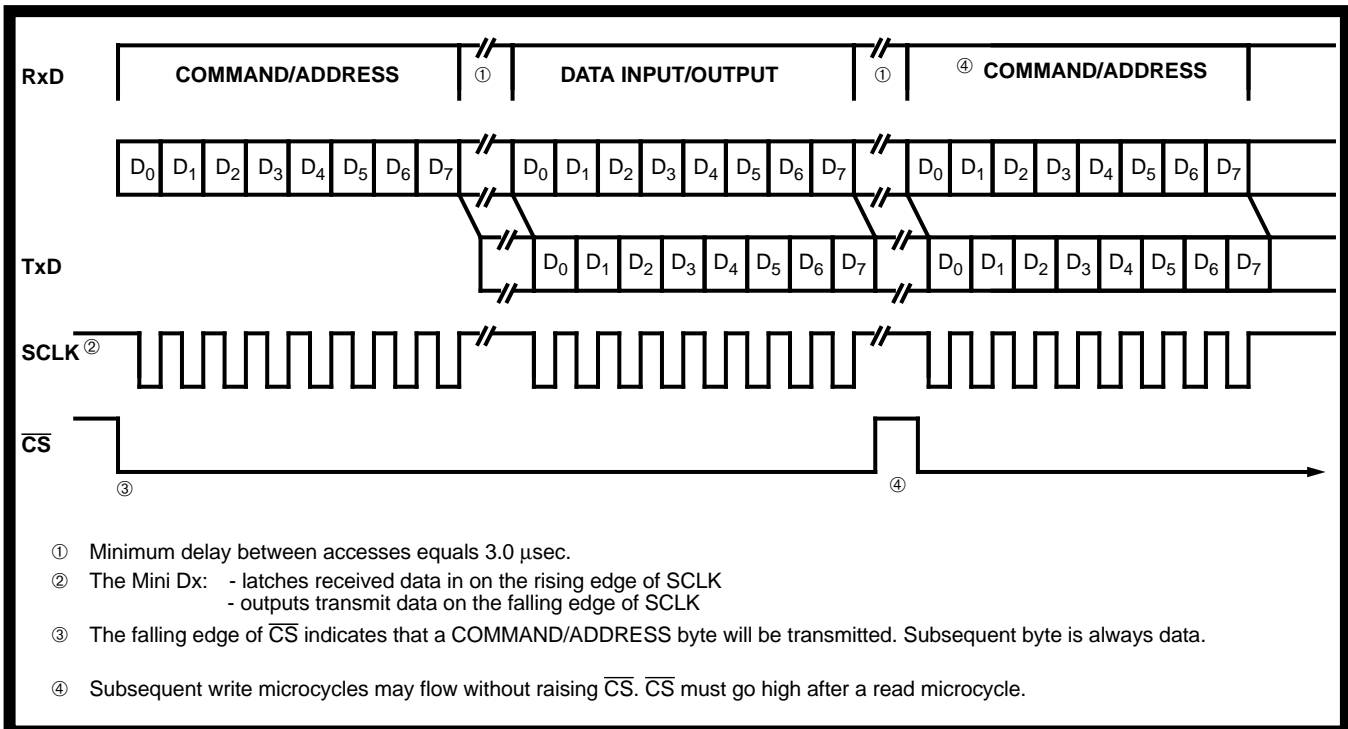 RxD COMMAND/ADDRESS ① DATA INPUT/OUTPUT ① ④ COMMAND/ADDRESS
D0 D1 D2 D3 D4 D5 D6 D7 D0 D1 D2 D3 D4 D5 D6 D7 D0 D1 D2 D3 D4 D5 D6 D7
TxD D0 D1 D2 D3 D4 D5 D6 D7 D0 D1 D2 D3 D4 D5 D6 D7
SCLK ②
C̅S̅
③ ④
① Minimum delay between accesses equals 3.0 µsec.
② The Mini Dx: - latches received data in on the rising edge of SCLK
- outputs transmit data on the falling edge of SCLK
③ The falling edge of C̅S̅ indicates that a COMMAND/ADDRESS byte will be transmitted. Subsequent byte is always data.
④ Subsequent write microcycles may flow without raising C̅S̅. C̅S̅ must go high after a read microcycle.